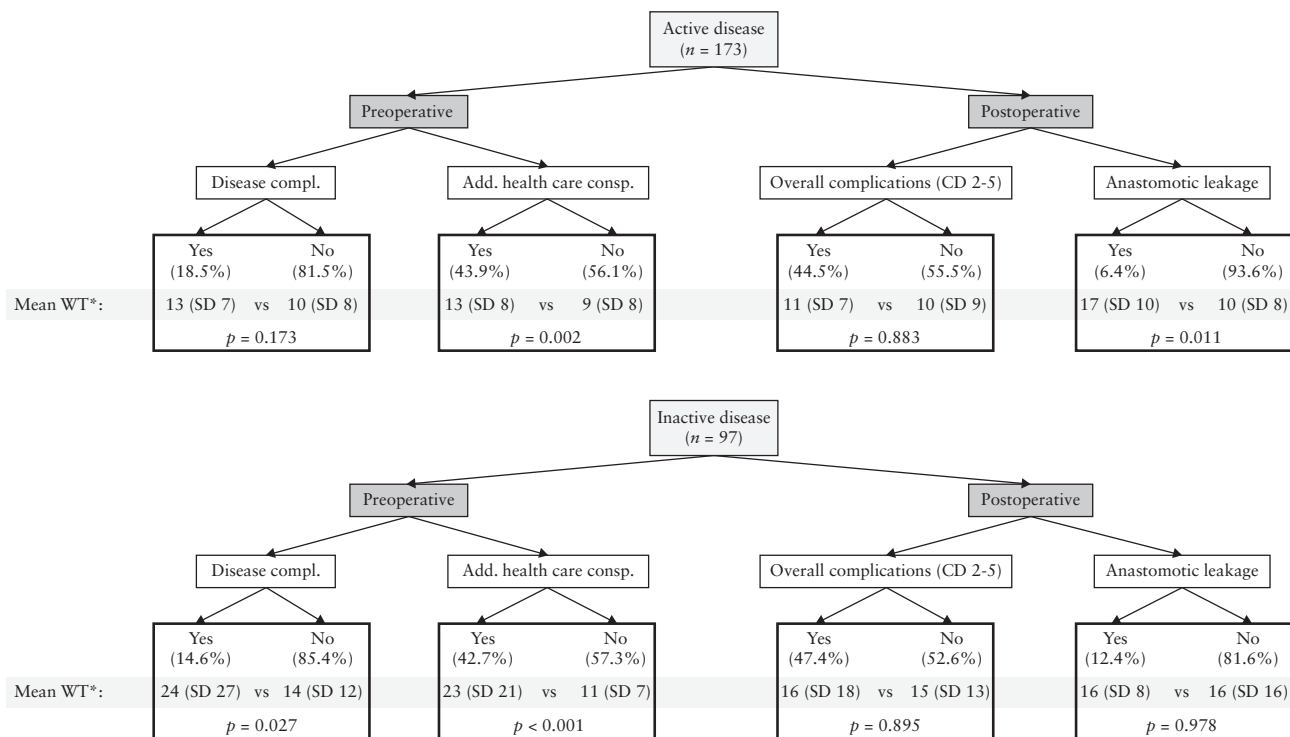 Active disease
(n = 173)
Preoperative
Postoperative
Disease compl.
Add. health care consp.
Overall complications (CD 2-5)
Anastomotic leakage
Yes No
(18.5%) (81.5%)
Yes No
(43.9%) (56.1%)
Yes No
(44.5%) (55.5%)
Yes No
(6.4%) (93.6%)
Mean WT*:
13 (SD 7) vs 10 (SD 8)
13 (SD 8) vs 9 (SD 8)
11 (SD 7) vs 10 (SD 9)
17 (SD 10) vs 10 (SD 8)
p = 0.173
p = 0.002
p = 0.883
p = 0.011
Inactive disease
(n = 97)
Preoperative
Postoperative
Disease compl.
Add. health care consp.
Overall complications (CD 2-5)
Anastomotic leakage
Yes No
(14.6%) (85.4%)
Yes No
(42.7%) (57.3%)
Yes No
(47.4%) (52.6%)
Yes No
(12.4%) (81.6%)
Mean WT*:
24 (SD 27) vs 14 (SD 12)
23 (SD 21) vs 11 (SD 7)
16 (SD 18) vs 15 (SD 13)
16 (SD 8) vs 16 (SD 16)
p = 0.027
p < 0.001
p = 0.895
p = 0.978